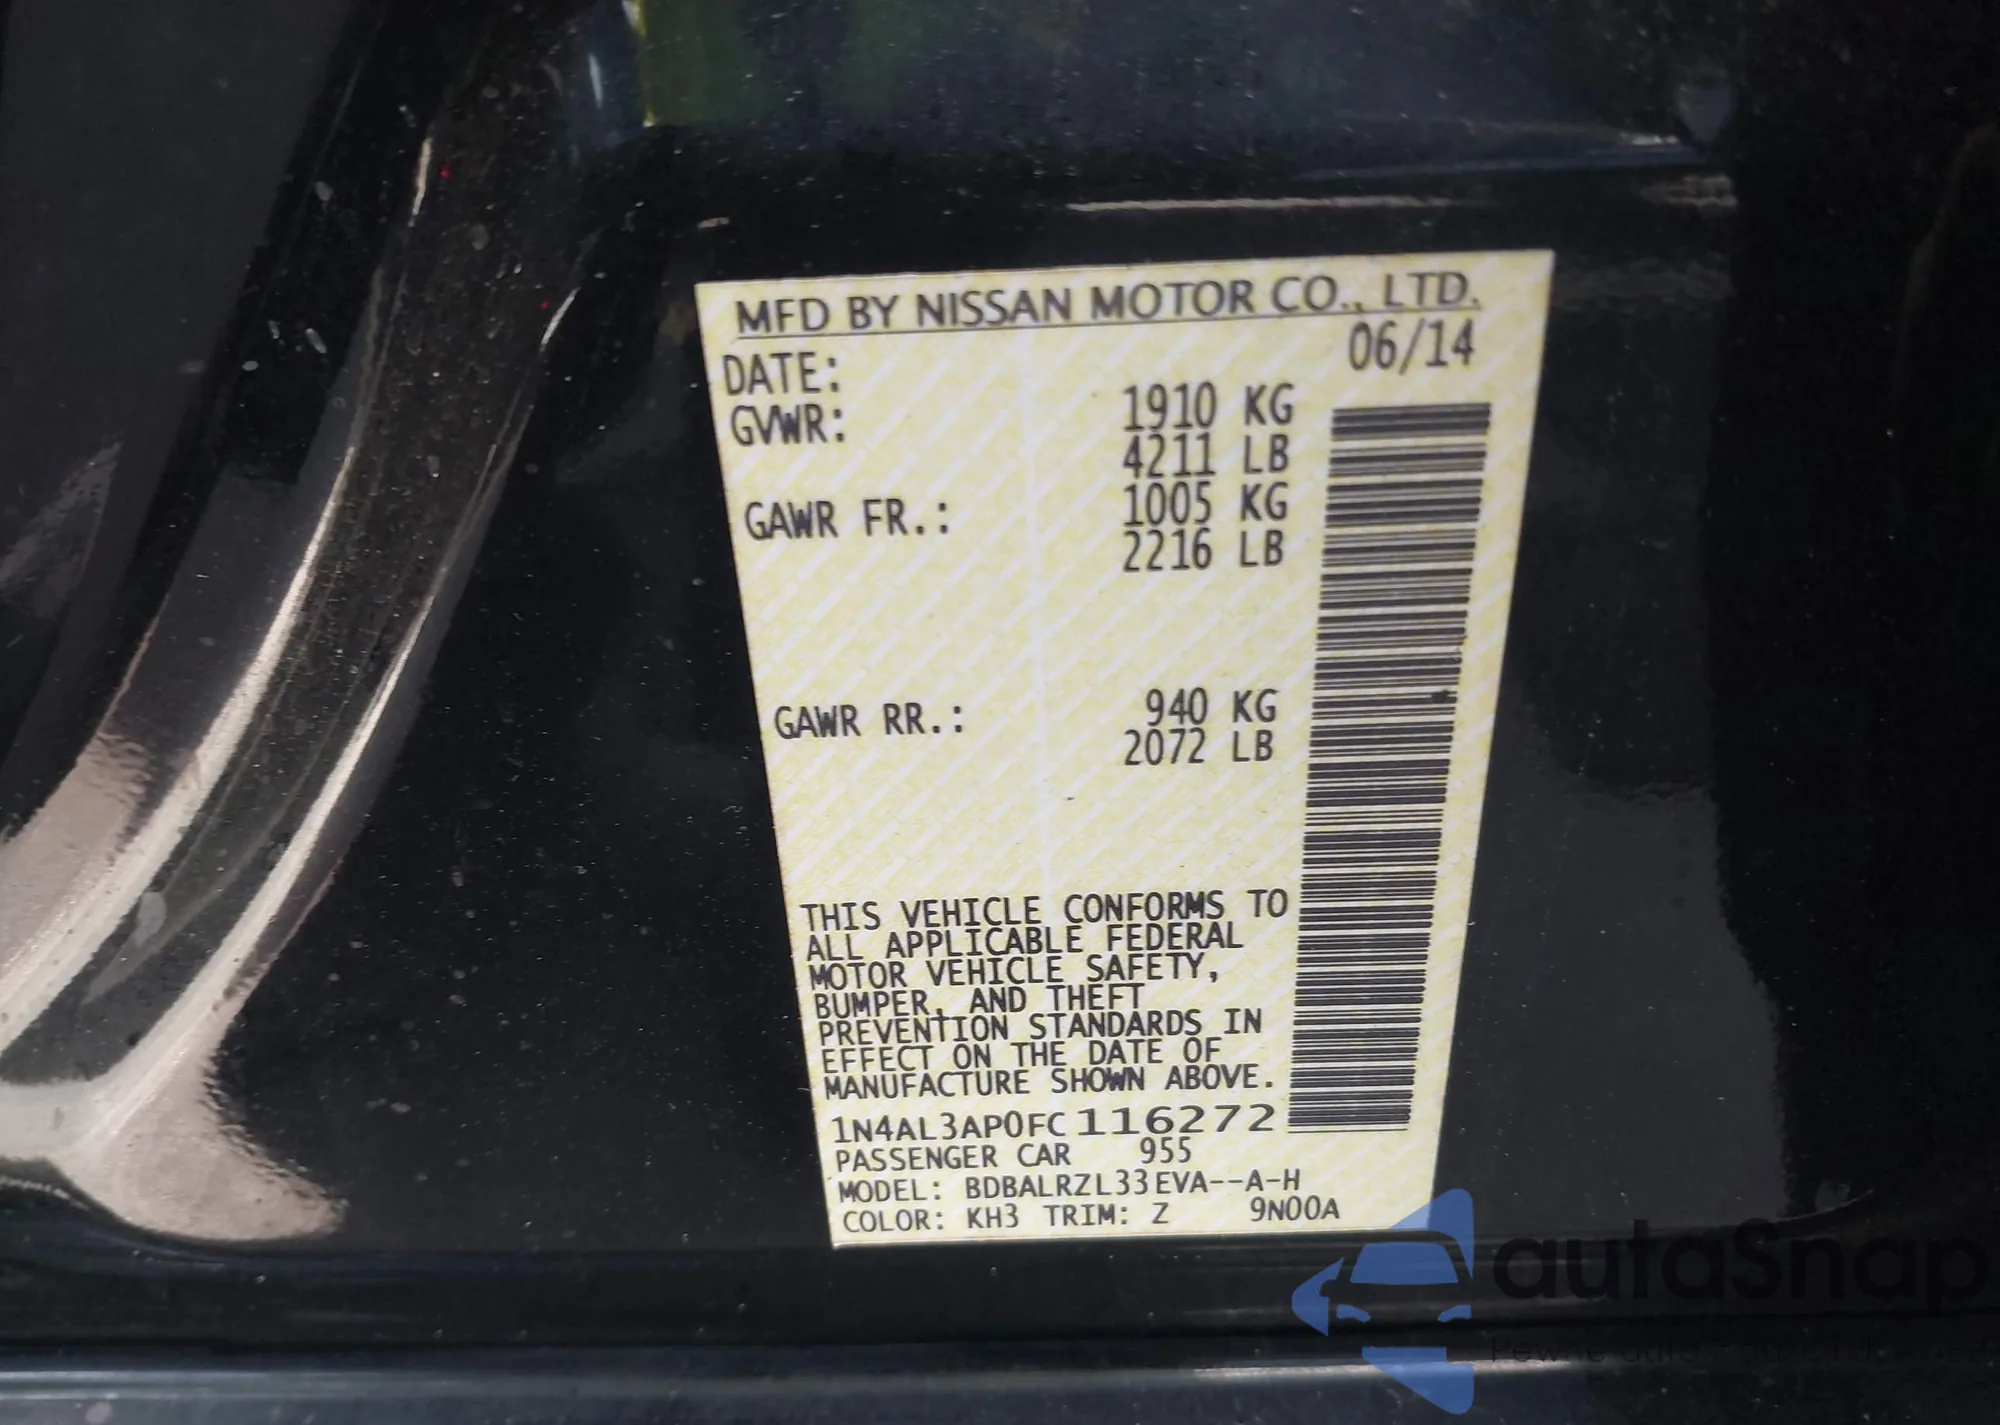 MFD BY NISSAN MOTOR CO., LTD.
DATE: 06/14
GVWR: 1910 KG
4211 LB
GAWR FR.: 1005 KG
2216 LB
GAWR RR.: 940 KG
2072 LB
THIS VEHICLE CONFORMS TO
ALL APPLICABLE FEDERAL
MOTOR VEHICLE SAFETY,
BUMPER, AND THEFT
PREVENTION STANDARDS IN
EFFECT ON THE DATE OF
MANUFACTURE SHOWN ABOVE.
1N4AL3AP0FC116272
PASSENGER CAR 955
MODEL: BDBALRZL33EVA--A-H
COLOR: KH3 TRIM: Z 9N00A
autoSnap